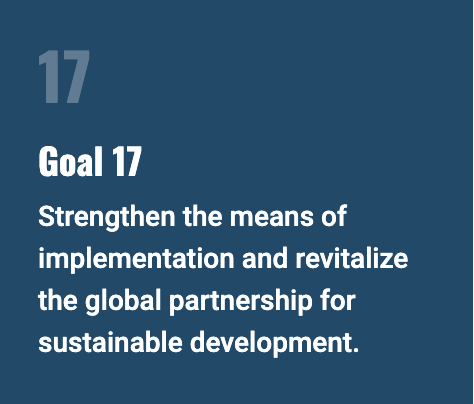 17
Goal 17
Strengthen the means of
implementation and revitalize
the global partnership for
sustainable development.